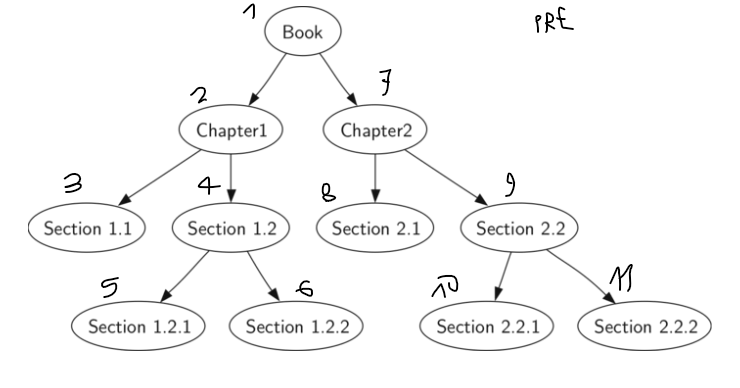 1 PRE
Book
2 7
Chapter1 Chapter2
3 4 8 9
Section 1.1 Section 1.2 Section 2.1 Section 2.2
5 6 10 11
Section 1.2.1 Section 1.2.2 Section 2.2.1 Section 2.2.2